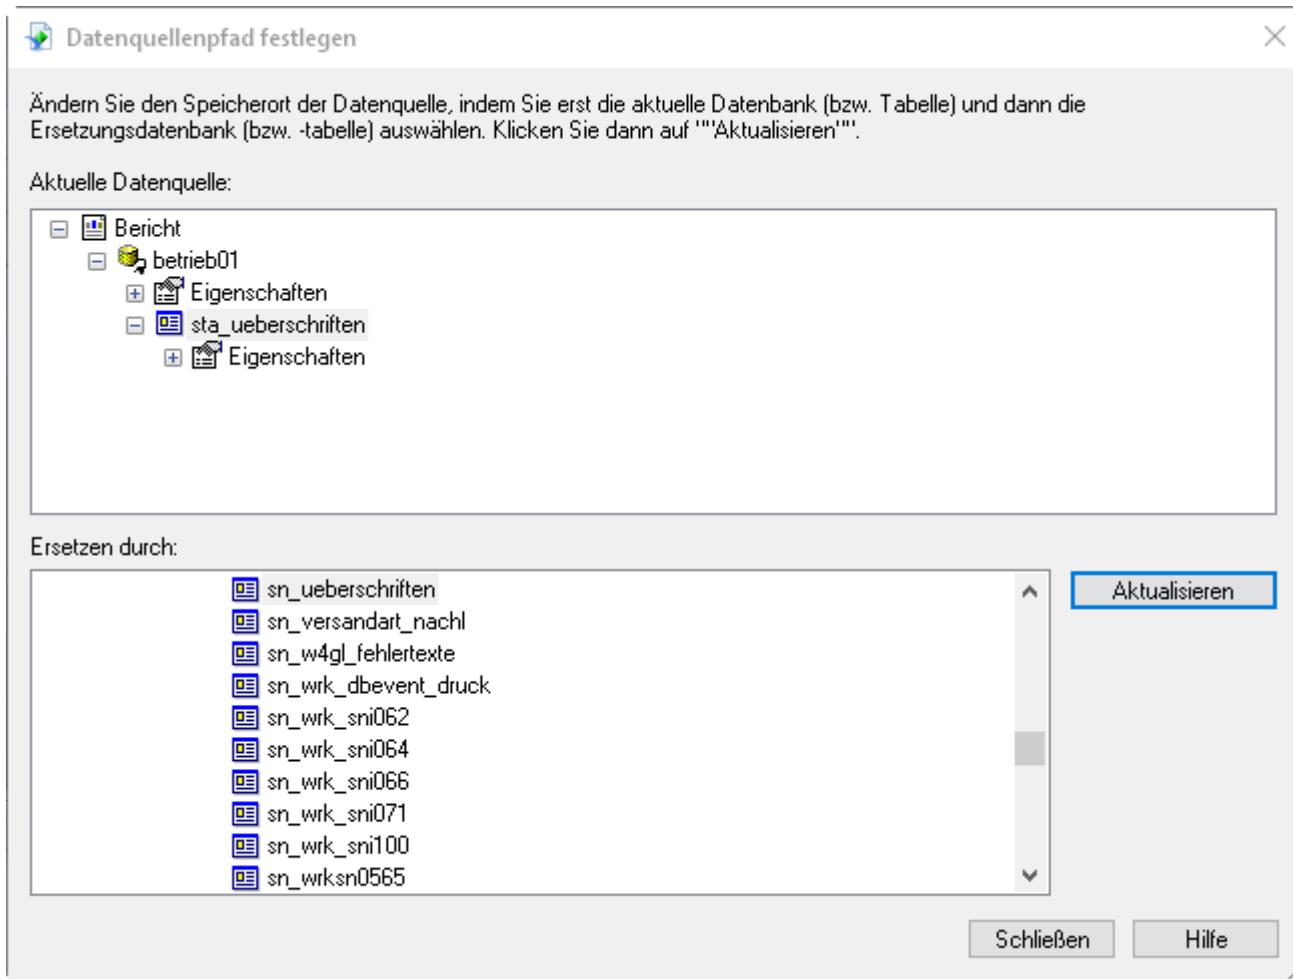 Datenquellenpfad festlegen
Ändern Sie den Speicherort der Datenquelle, indem Sie erst die aktuelle Datenbank (bzw. Tabelle) und dann die
Ersetzungsdatenbank (bzw. -tabelle) auswählen. Klicken Sie dann auf ""Aktualisieren"".
Aktuelle Datenquelle:
Bericht
betrieb01
Eigenschaften
sta_ueberschriften
Eigenschaften
Ersetzen durch:
sn_ueberschriften
Aktualisieren
sn_versandart_nachl
sn_w4gl_fehlertexte
sn_wrk_dbevent_druck
sn_wrk_sni062
sn_wrk_sni064
sn_wrk_sni066
sn_wrk_sni071
sn_wrk_sni100
sn_wrksn0565
Schließen
Hilfe